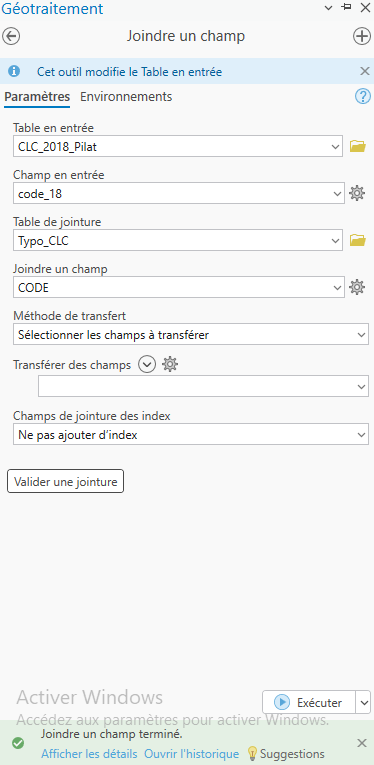 Géotraitement
Joindre un champ
Cet outil modifie le Table en entrée
Paramètres Environnements
Table en entrée
CLC_2018_Pilat
Champ en entrée
code_18
Table de jointure
Typo_CLC
Joindre un champ
CODE
Méthode de transfert
Sélectionner les champs à transférer
Transférer des champs
Champs de jointure des index
Ne pas ajouter d'index
Valider une jointure
Activer Windows
Exécuter
Accédez aux paramètres pour activer Windows.
Joindre un champ terminé.
Afficher les détails Ouvrir l'historique Suggestions